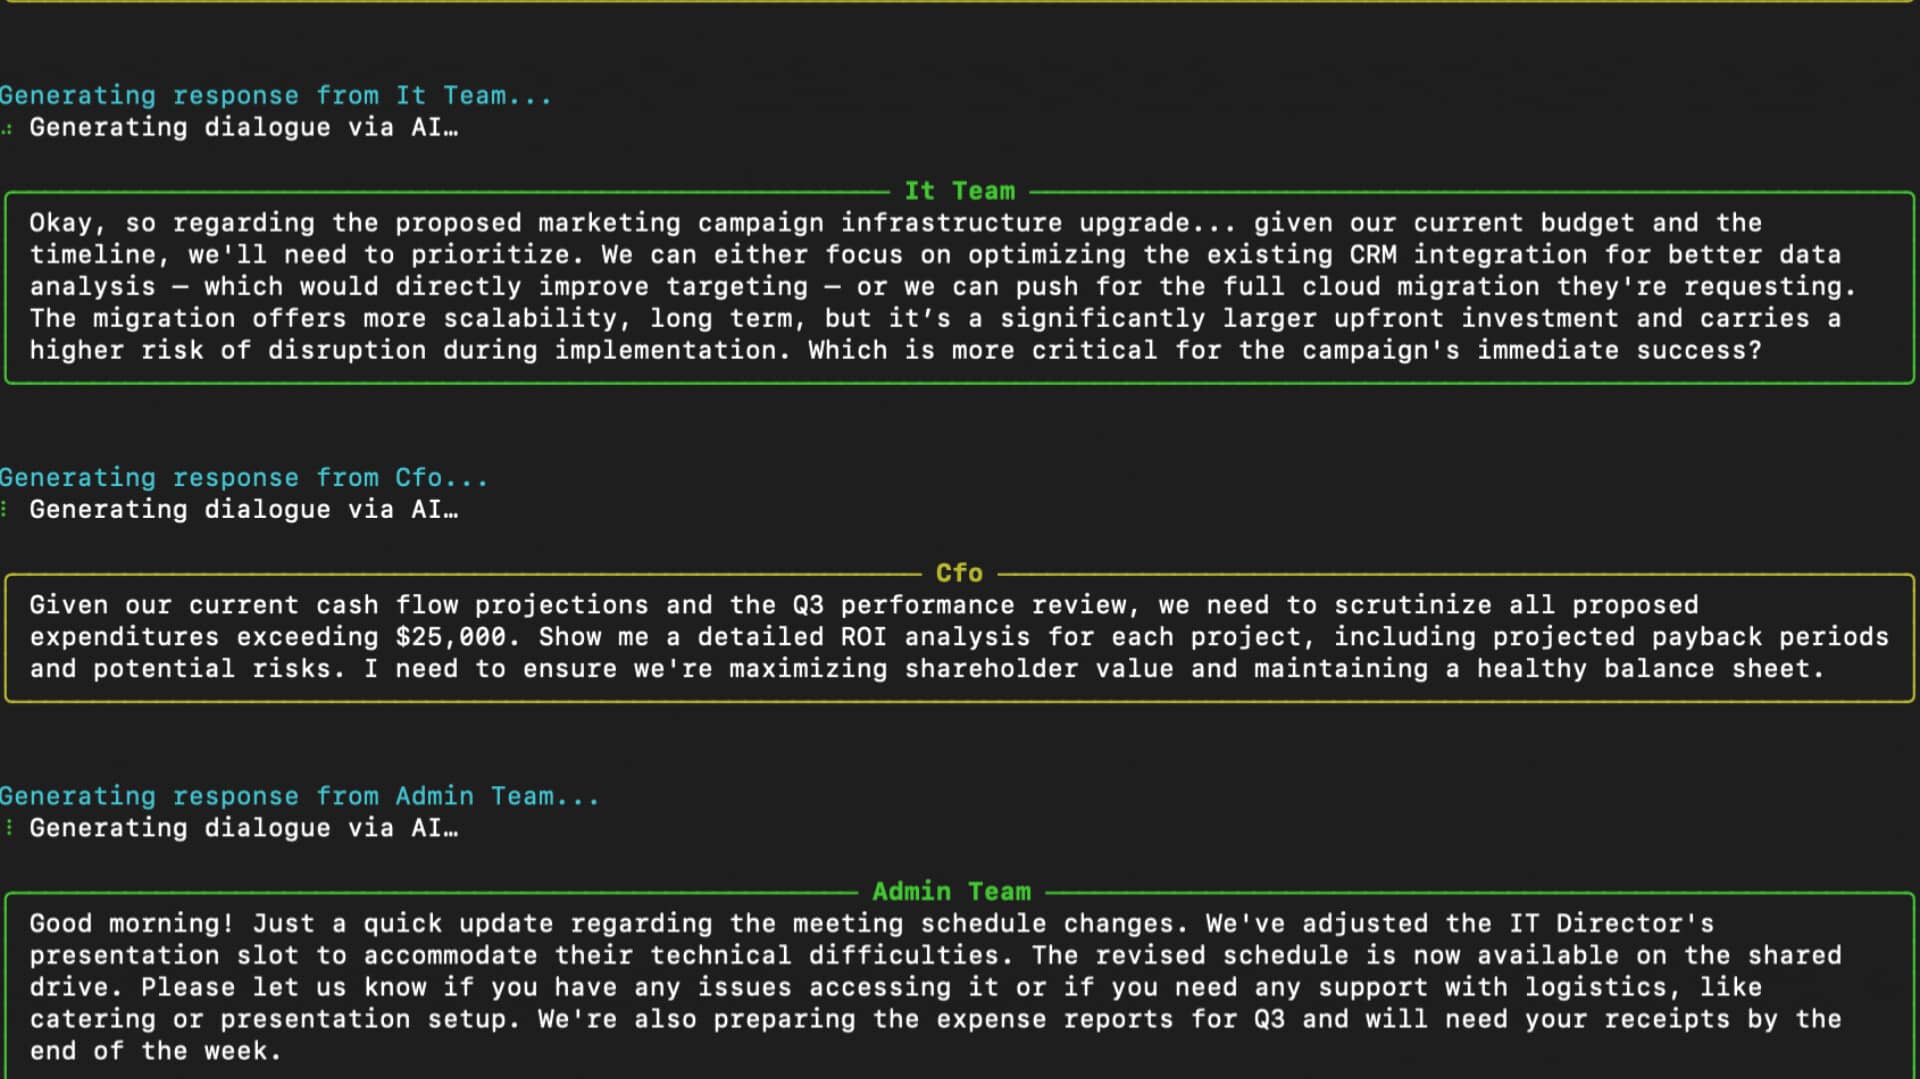 Generating response from It Team...
Generating dialogue via AI…
It Team
Okay, so regarding the proposed marketing campaign infrastructure upgrade... given our current budget and the
timeline, we'll need to prioritize. We can either focus on optimizing the existing CRM integration for better data
analysis — which would directly improve targeting — or we can push for the full cloud migration they're requesting.
The migration offers more scalability, long term, but it’s a significantly larger upfront investment and carries a
higher risk of disruption during implementation. Which is more critical for the campaign's immediate success?
Generating response from Cfo...
Generating dialogue via AI…
Cfo
Given our current cash flow projections and the Q3 performance review, we need to scrutinize all proposed
expenditures exceeding $25,000. Show me a detailed ROI analysis for each project, including projected payback periods
and potential risks. I need to ensure we're maximizing shareholder value and maintaining a healthy balance sheet.
Generating response from Admin Team...
Generating dialogue via AI…
Admin Team
Good morning! Just a quick update regarding the meeting schedule changes. We've adjusted the IT Director's
presentation slot to accommodate their technical difficulties. The revised schedule is now available on the shared
drive. Please let us know if you have any issues accessing it or if you need any support with logistics, like
catering or presentation setup. We're also preparing the expense reports for Q3 and will need your receipts by the
end of the week.